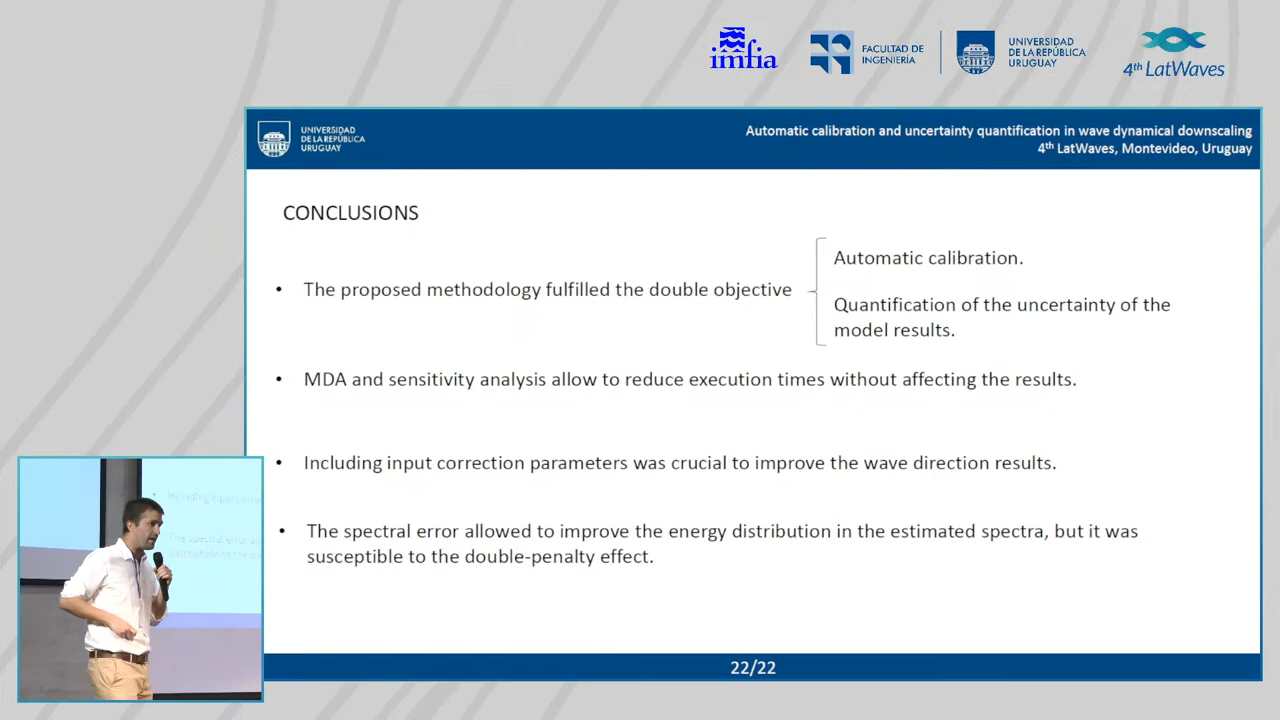 imfia
FACULTAD DE
INGENIERÍA
UNIVERSIDAD
DE LA REPÚBLICA
URUGUAY
4th LatWaves
UNIVERSIDAD
DE LA REPÚBLICA
URUGUAY
Automatic calibration and uncertainty quantification in wave dynamical downscaling
4th LatWaves, Montevideo, Uruguay
CONCLUSIONS
• The proposed methodology fulfilled the double objective
Automatic calibration.
Quantification of the uncertainty of the
model results.
• MDA and sensitivity analysis allow to reduce execution times without affecting the results.
• Including input correction parameters was crucial to improve the wave direction results.
• The spectral error allowed to improve the energy distribution in the estimated spectra, but it was
susceptible to the double-penalty effect.
22/22